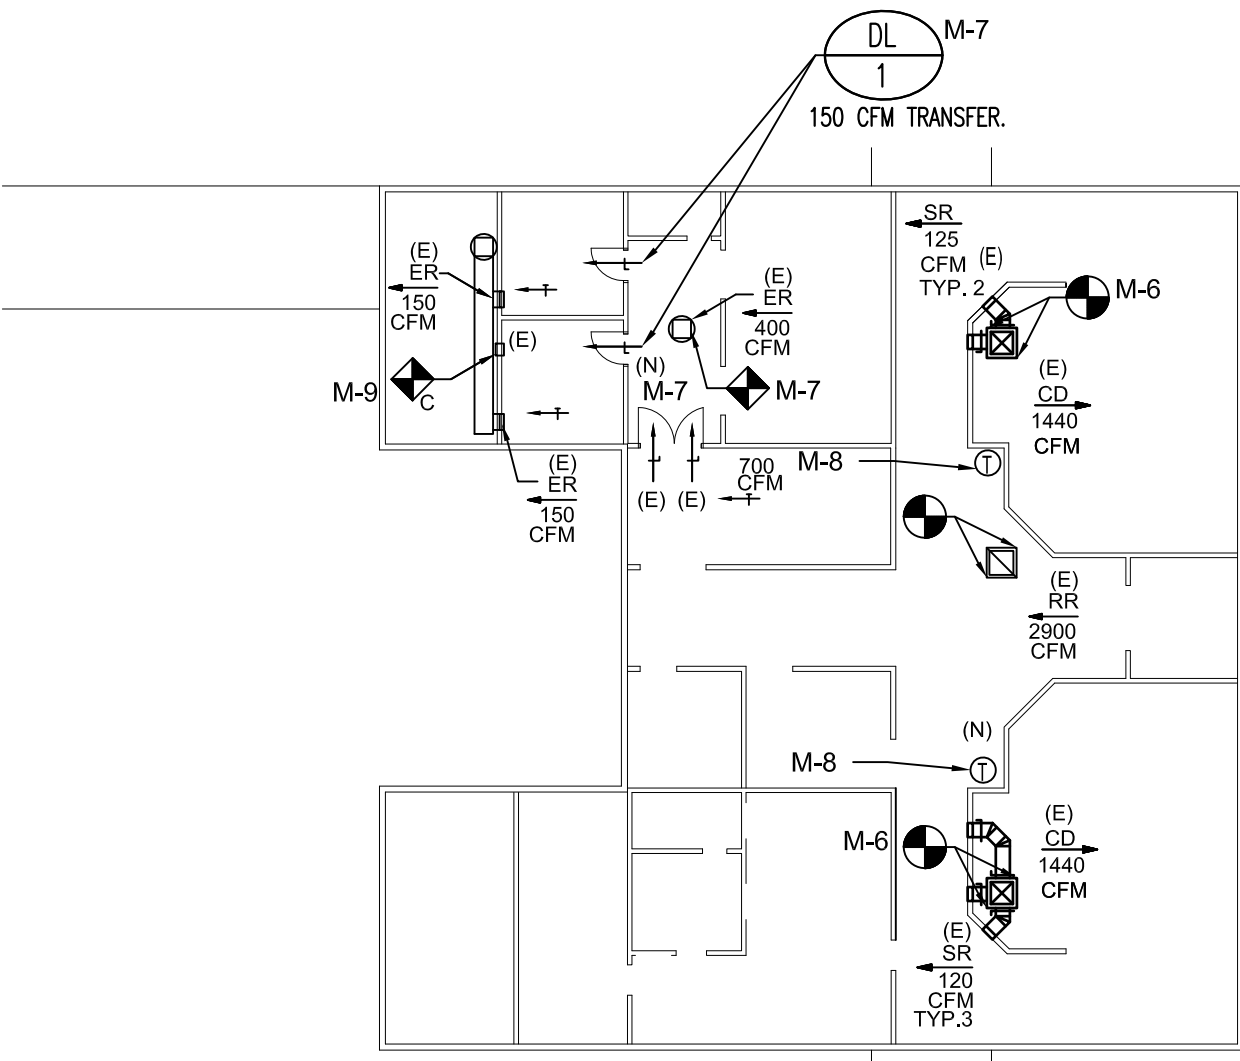 DL
M-7
1
150 CFM TRANSFER.
SR
125
CFM
(E)
TYP. 2
M-6
(E)
ER
150
CFM
(E)
ER
400
CFM
(E)
M-9
C
(N)
M-7
M-7
(E)
CD
1440
CFM
(E)
ER
150
CFM
700
CFM
(E)
(E)
M-8
T
(E)
RR
2900
CFM
(N)
M-8
T
M-6
(E)
CD
1440
CFM
(E)
SR
120
CFM
TYP.3